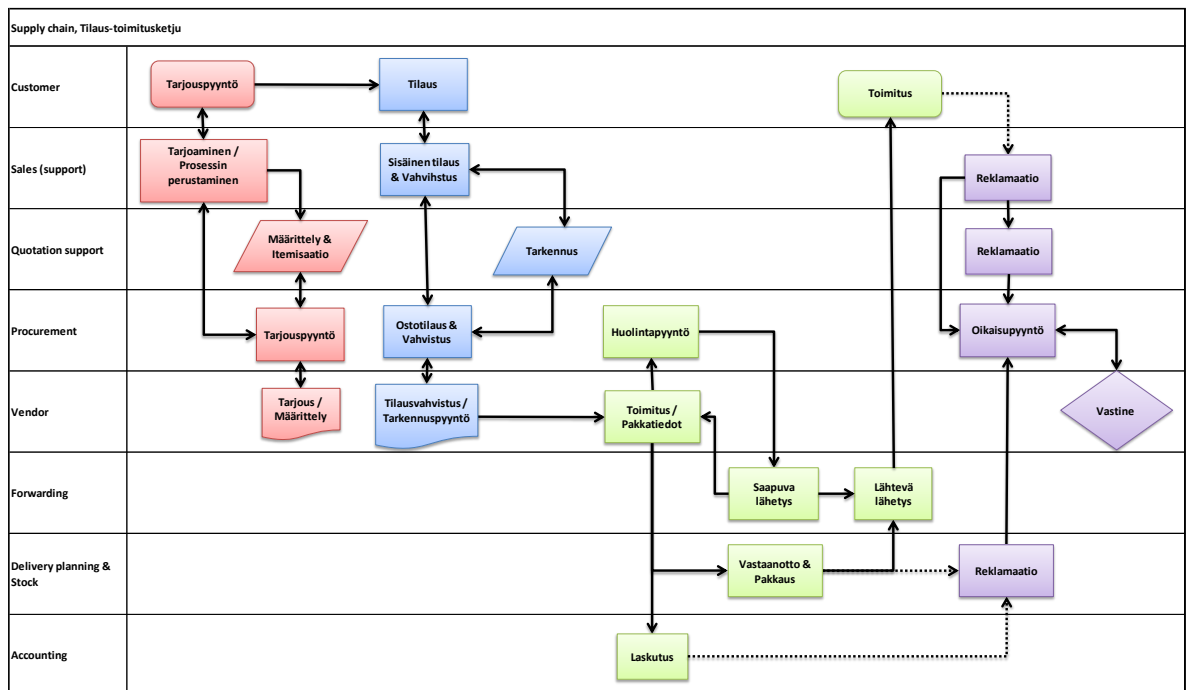 Supply chain, Tilaus-toimitusketju
Customer
Tarjouspyyntö
Tilaus
Toimitus
Sales (support)
Tarjoaminen /
Prosessin
perustaminen
Sisäinen tilaus
& Vahvihstus
Reklamaatio
Quotation support
Määrittely &
Itemisaatio
Tarkennus
Reklamaatio
Procurement
Tarjouspyyntö
Ostotilaus &
Vahvistus
Huolintapyyntö
Oikaisupyyntö
Vendor
Tarjous /
Määrittely
Tilausvahvistus /
Tarkennuspyyntö
Toimitus /
Pakkatiedot
Vastine
Forwarding
Saapuva
lähetys
Lähtevä
lähetys
Delivery planning &
Stock
Vastaanotto &
Pakkaus
Reklamaatio
Accounting
Laskutus